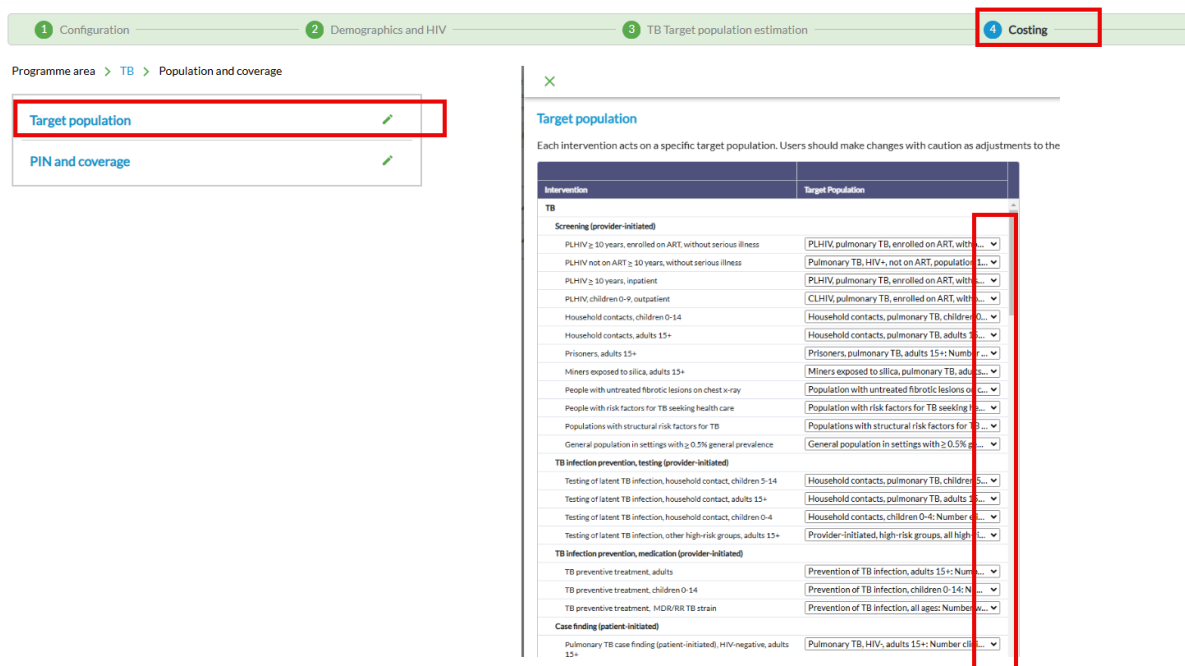 1 Configuration 2 Demographics and HIV 3 TB Target population estimation 4 Costing
Programme area > TB > Population and coverage
Target population
PIN and coverage
Target population
Each intervention acts on a specific target population. Users should make changes with caution as adjustments to the
Intervention Target Population
TB
Screening (provider-initiated)
PLHIV ≥ 10 years, enrolled on ART, without serious illness PLHIV, pulmonary TB, enrolled on ART, witho...
PLHIV not on ART ≥ 10 years, without serious illness Pulmonary TB, HIV+, not on ART, population 1...
PLHIV ≥ 10 years, inpatient PLHIV, pulmonary TB, enrolled on ART, with s...
PLHIV, children 0-9, outpatient CLHIV, pulmonary TB, enrolled on ART, witho...
Household contacts, children 0-14 Household contacts, pulmonary TB, children 0...
Household contacts, adults 15+ Household contacts, pulmonary TB, adults 15...
Prisoners, adults 15+ Prisoners, pulmonary TB, adults 15+: Number ...
Miners exposed to silica, adults 15+ Miners exposed to silica, pulmonary TB, adults...
People with untreated fibrotic lesions on chest x-ray Population with untreated fibrotic lesions on c...
People with risk factors for TB seeking health care Population with risk factors for TB seeking he...
Populations with structural risk factors for TB Populations with structural risk factors for TB ...
General population in settings with ≥ 0.5% general prevalence General population in settings with ≥ 0.5% ge...
TB infection prevention, testing (provider-initiated)
Testing of latent TB infection, household contact, children 5-14 Household contacts, pulmonary TB, children 5...
Testing of latent TB infection, household contact, adults 15+ Household contacts, pulmonary TB, adults 15...
Testing of latent TB infection, household contact, children 0-4 Household contacts, children 0-4: Number ...
Testing of latent TB infection, other high-risk groups, adults 15+ Provider-initiated, high-risk groups, all high-ri...
TB infection prevention, medication (provider-initiated)
TB preventive treatment, adults Prevention of TB infection, adults 15+: Numb...
TB preventive treatment, children 0-14 Prevention of TB infection, children 0-14: N...
TB preventive treatment, MDR/RR TB strain Prevention of TB infection, all ages: Number w...
Case finding (patient-initiated)
Pulmonary TB case finding (patient-initiated), HIV-negative, adults Pulmonary TB, HIV-, adults 15+: Number cli...
15+